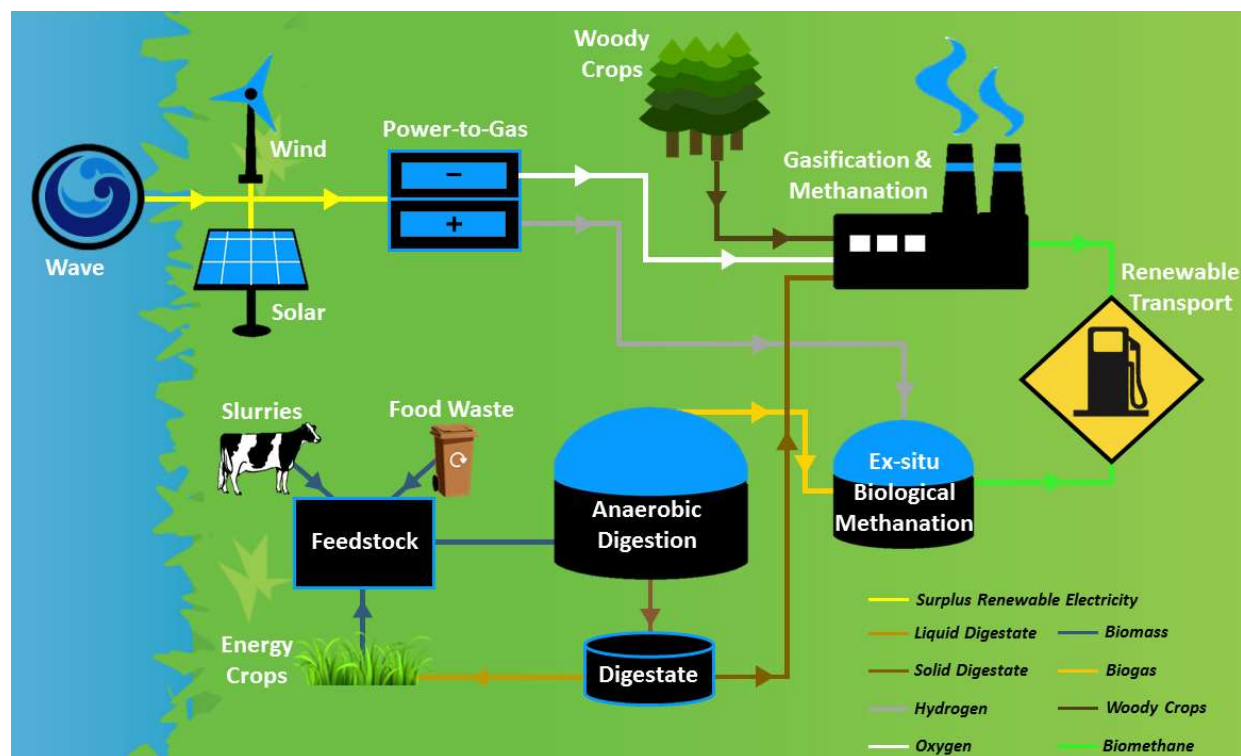 Woody
Crops
Power-to-Gas
Wind
Gasification &
Methanation
Wave
Solar
Renewable
Transport
Slurries
Food Waste
Ex-situ
Biological
Methanation
Anaerobic
Digestion
Feedstock
Energy
Crops
Digestate
Surplus Renewable Electricity
Liquid Digestate
Biomass
Solid Digestate
Biogas
Hydrogen
Woody Crops
Oxygen
Biomethane